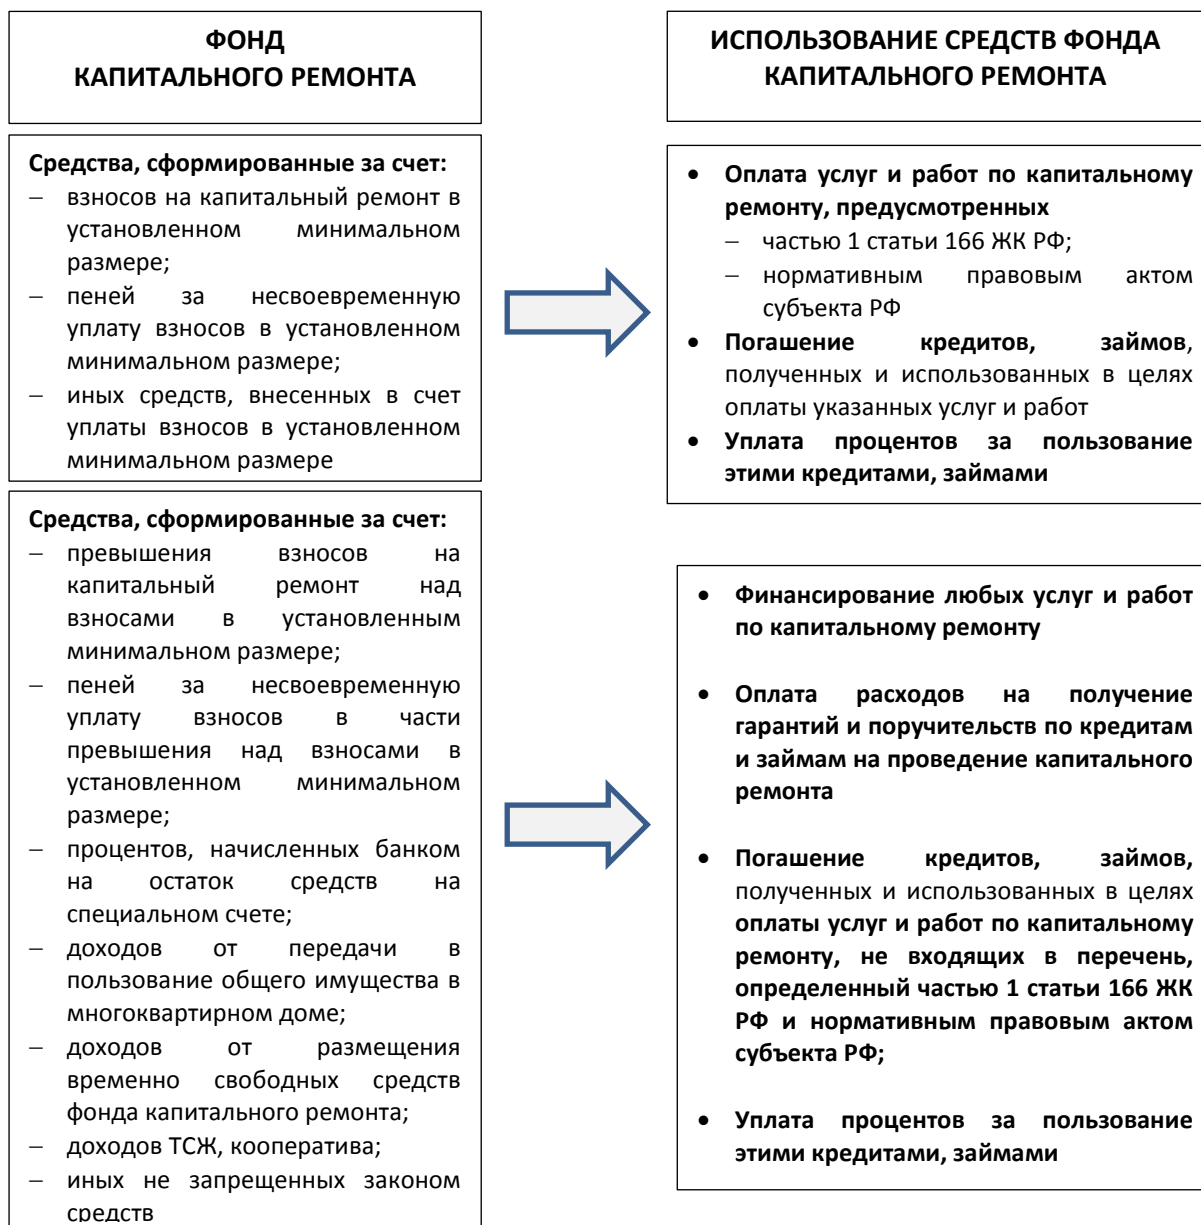 ФОНД
КАПИТАЛЬНОГО РЕМОНТА
Средства, сформированные за счет:
− взносов на капитальный ремонт в
установленном минимальном
размере;
− пеней за несвоевременную
уплату взносов в установленном
минимальном размере;
− иных средств, внесенных в счет
уплаты взносов в установленном
минимальном размере
Средства, сформированные за счет:
− превышения взносов на
капитальный ремонт над
взносами в установленным
минимальном размере;
− пеней за несвоевременную
уплату взносов в части
превышения над взносами в
установленном минимальном
размере;
− процентов, начисленных банком
на остаток средств на
специальном счете;
− доходов от передачи в
пользование общего имущества в
многоквартирном доме;
− доходов от размещения
временно свободных средств
фонда капитального ремонта;
− доходов ТСЖ, кооператива;
− иных не запрещенных законом
средств
ИСПОЛЬЗОВАНИЕ СРЕДСТВ ФОНДА
КАПИТАЛЬНОГО РЕМОНТА
• Оплата услуг и работ по капитальному
ремонту, предусмотренных
− частью 1 статьи 166 ЖК РФ;
− нормативным правовым актом
субъекта РФ
• Погашение кредитов, займов,
полученных и использованных в целях
оплаты указанных услуг и работ
• Уплата процентов за пользование
этими кредитами, займами
• Финансирование любых услуг и работ
по капитальному ремонту
• Оплата расходов на получение
гарантий и поручительств по кредитам
и займам на проведение капитального
ремонта
• Погашение кредитов, займов,
полученных и использованных в целях
оплаты услуг и работ по капитальному
ремонту, не входящих в перечень,
определенный частью 1 статьи 166 ЖК
РФ и нормативным правовым актом
субъекта РФ;
• Уплата процентов за пользование
этими кредитами, займами